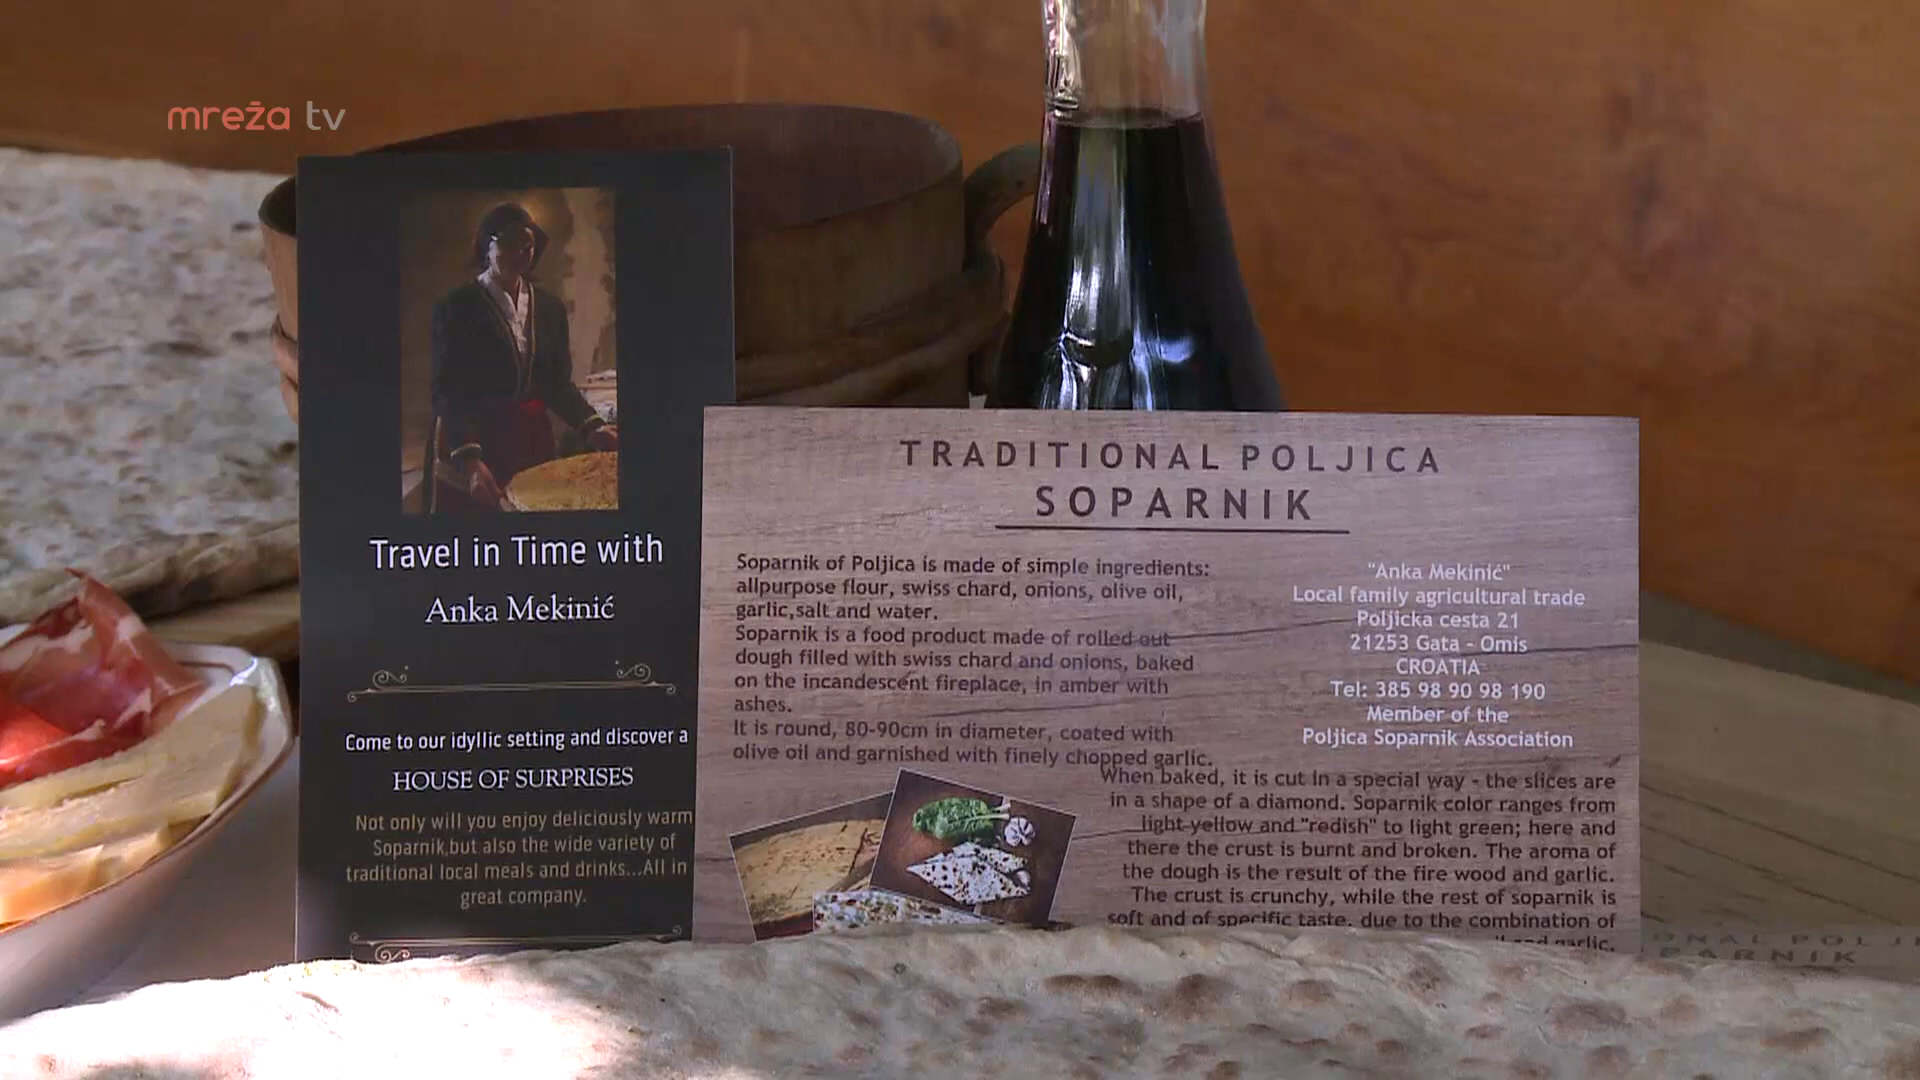 mreža tv
Travel in Time with
Anka Mekinić
Come to our idyllic setting and discover a
HOUSE OF SURPRISES
Not only will you enjoy deliciously warm
Soparnik,but also the wide variety of
traditional local meals and drinks...All in
great company.
TRADITIONAL POLJICA
SOPARNIK
Soparnik of Poljica is made of simple ingredients:
allpurpose flour, swiss chard, onions, olive oil,
garlic,salt and water.
Soparnik is a food product made of rolled out
dough filled with swiss chard and onions, baked
on the incandescent fireplace, in amber with
ashes.
It is round, 80-90cm in diameter, coated with
olive oil and garnished with finely chopped garlic.
"Anka Mekinić"
Local family agricultural trade
Poljicka cesta 21
21253 Gata - Omis
CROATIA
Tel: 385 98 90 98 190
Member of the
Poljica Soparnik Association
When baked, it is cut in a special way - the slices are
in a shape of a diamond. Soparnik color ranges from
light-yellow and "redish" to light green; here and
there the crust is burnt and broken. The aroma of
the dough is the result of the fire wood and garlic.
The crust is crunchy, while the rest of soparnik is
soft and of specific taste, due to the combination of
garlic.